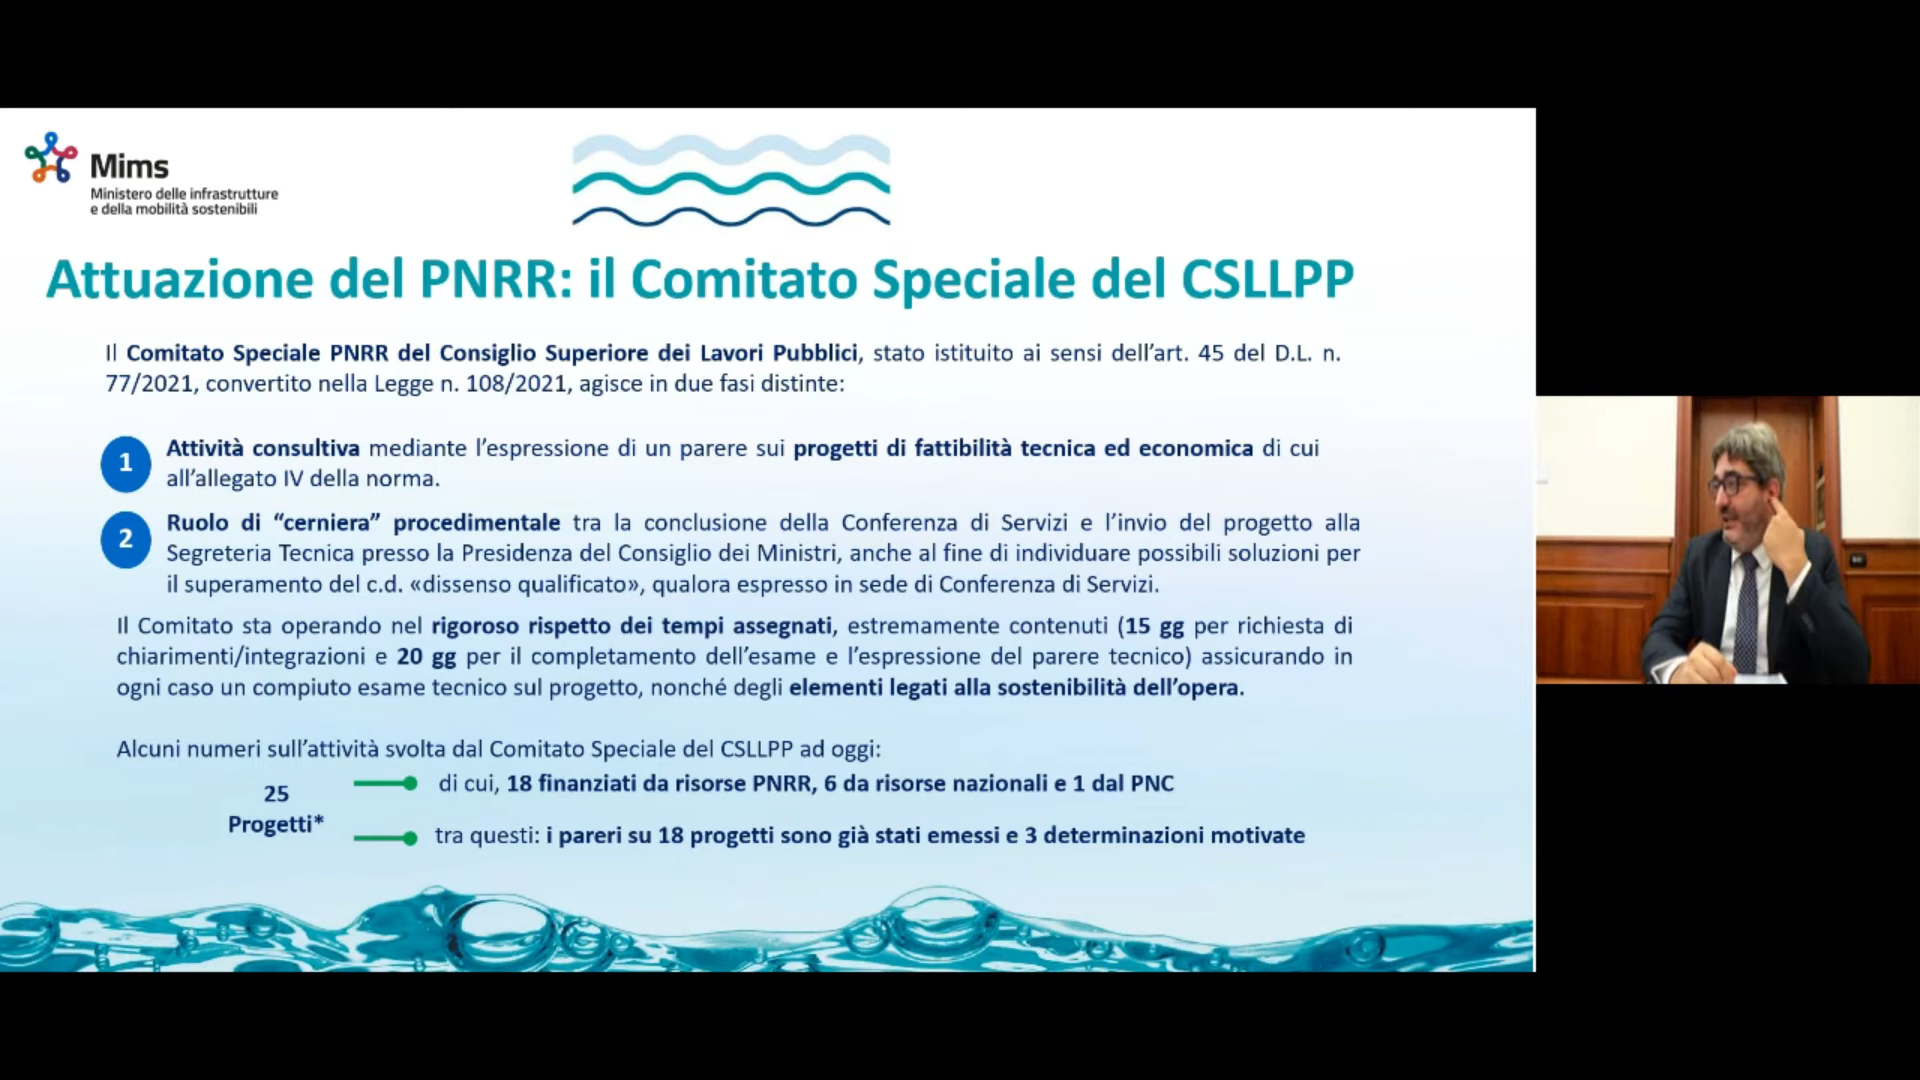 Mims
Ministero delle infrastrutture
e della mobilità sostenibili
Attuazione del PNRR: il Comitato Speciale del CSLLPP
Il Comitato Speciale PNRR del Consiglio Superiore dei Lavori Pubblici, stato istituito ai sensi dell’art. 45 del D.L. n.
77/2021, convertito nella Legge n. 108/2021, agisce in due fasi distinte:
1
Attività consultiva mediante l’espressione di un parere sui progetti di fattibilità tecnica ed economica di cui
all’allegato IV della norma.
2
Ruolo di “cerniera” procedimentale tra la conclusione della Conferenza di Servizi e l’invio del progetto alla
Segreteria Tecnica presso la Presidenza del Consiglio dei Ministri, anche al fine di individuare possibili soluzioni per
il superamento del c.d. «dissenso qualificato», qualora espresso in sede di Conferenza di Servizi.
Il Comitato sta operando nel rigoroso rispetto dei tempi assegnati, estremamente contenuti (15 gg per richiesta di
chiarimenti/integrazioni e 20 gg per il completamento dell’esame e l’espressione del parere tecnico) assicurando in
ogni caso un compiuto esame tecnico sul progetto, nonché degli elementi legati alla sostenibilità dell’opera.
Alcuni numeri sull’attività svolta dal Comitato Speciale del CSLLPP ad oggi:
25
Progetti*
di cui, 18 finanziati da risorse PNRR, 6 da risorse nazionali e 1 dal PNC
tra questi: i pareri su 18 progetti sono già stati emessi e 3 determinazioni motivate